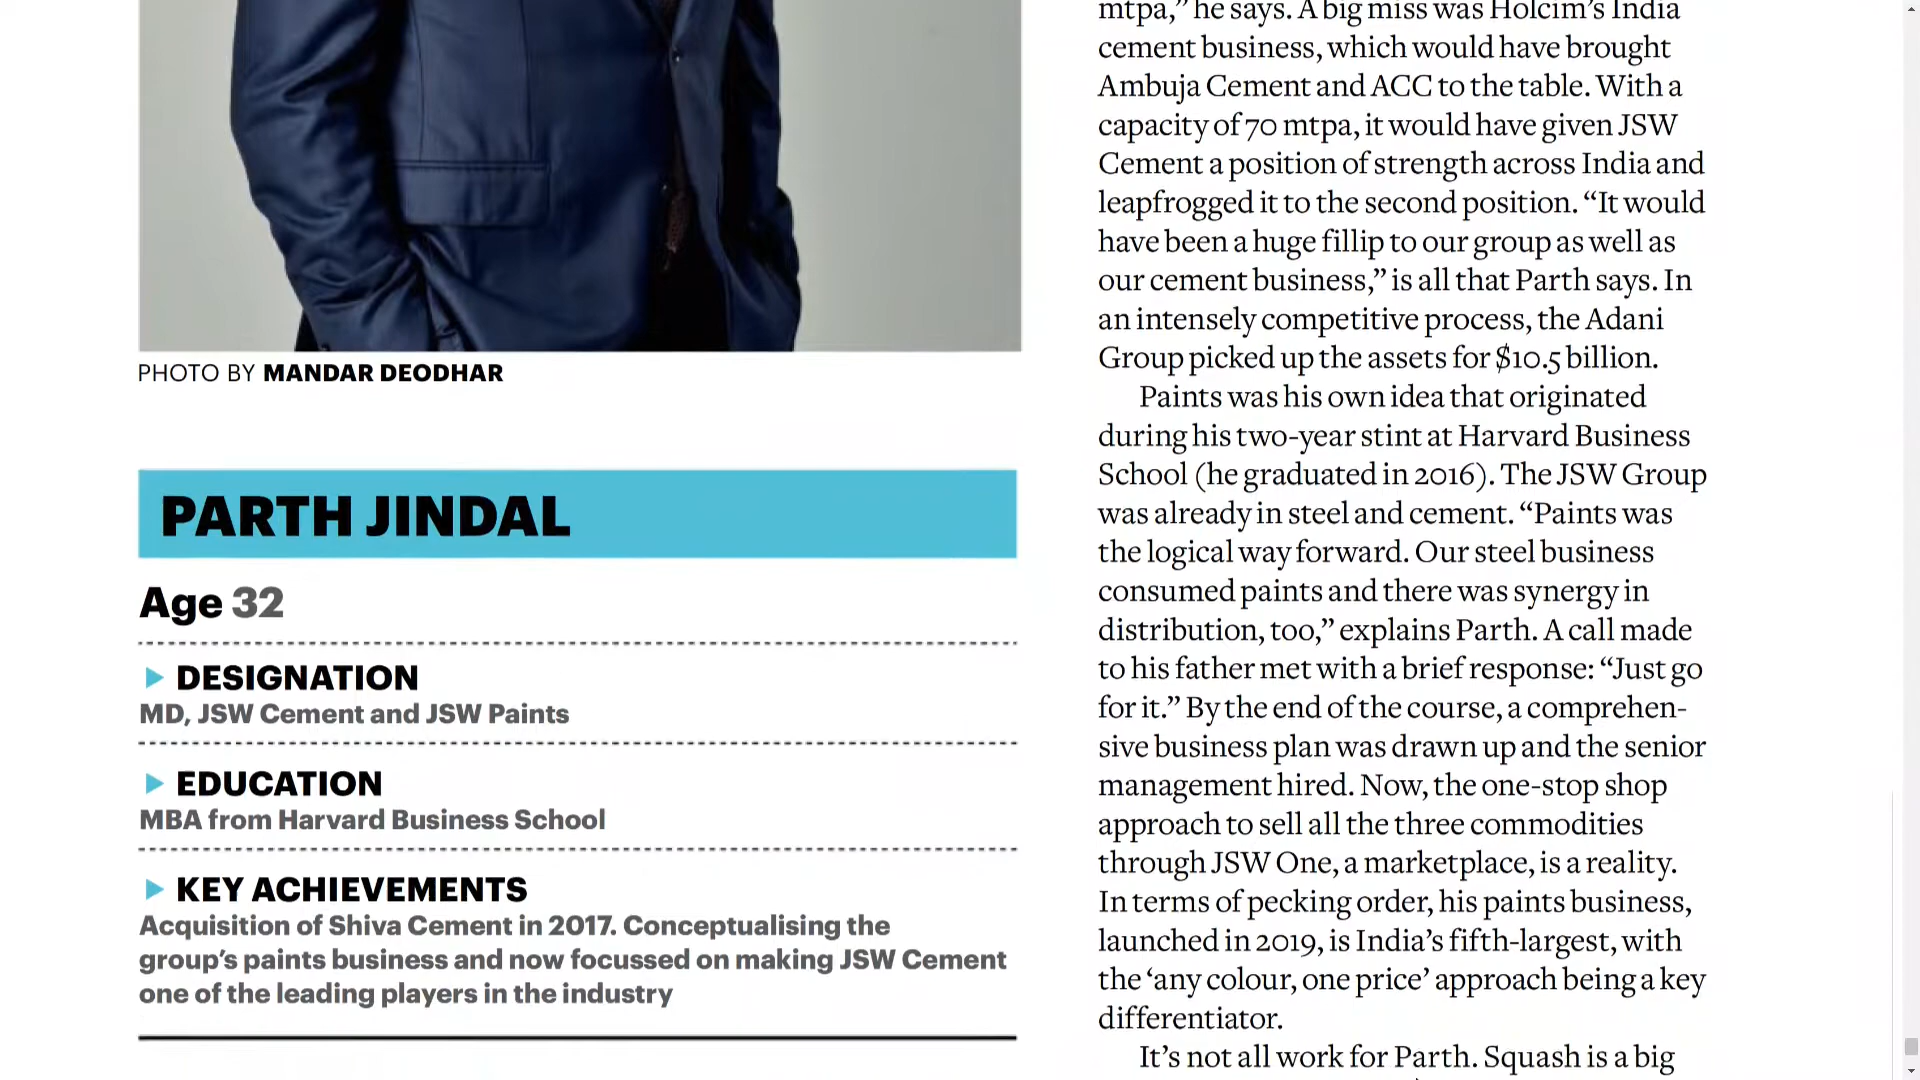 PHOTO BY MANDAR DEODHAR
PARTH JINDAL
Age 32
DESIGNATION
MD, JSW Cement and JSW Paints
EDUCATION
MBA from Harvard Business School
KEY ACHIEVEMENTS
Acquisition of Shiva Cement in 2017. Conceptualising the
group’s paints business and now focussed on making JSW Cement
one of the leading players in the industry
mtpa,” he says. A big miss was Holcim’s India
cement business, which would have brought
Ambuja Cement and ACC to the table. With a
capacity of 70 mtpa, it would have given JSW
Cement a position of strength across India and
leapfrogged it to the second position. “It would
have been a huge fillip to our group as well as
our cement business,” is all that Parth says. In
an intensely competitive process, the Adani
Group picked up the assets for $10.5 billion.
Paints was his own idea that originated
during his two-year stint at Harvard Business
School (he graduated in 2016). The JSW Group
was already in steel and cement. “Paints was
the logical way forward. Our steel business
consumed paints and there was synergy in
distribution, too,” explains Parth. A call made
to his father met with a brief response: “Just go
for it.” By the end of the course, a comprehen-
sive business plan was drawn up and the senior
management hired. Now, the one-stop shop
approach to sell all the three commodities
through JSW One, a marketplace, is a reality.
In terms of pecking order, his paints business,
launched in 2019, is India’s fifth-largest, with
the ‘any colour, one price’ approach being a key
differentiator.
It’s not all work for Parth. Squash is a big